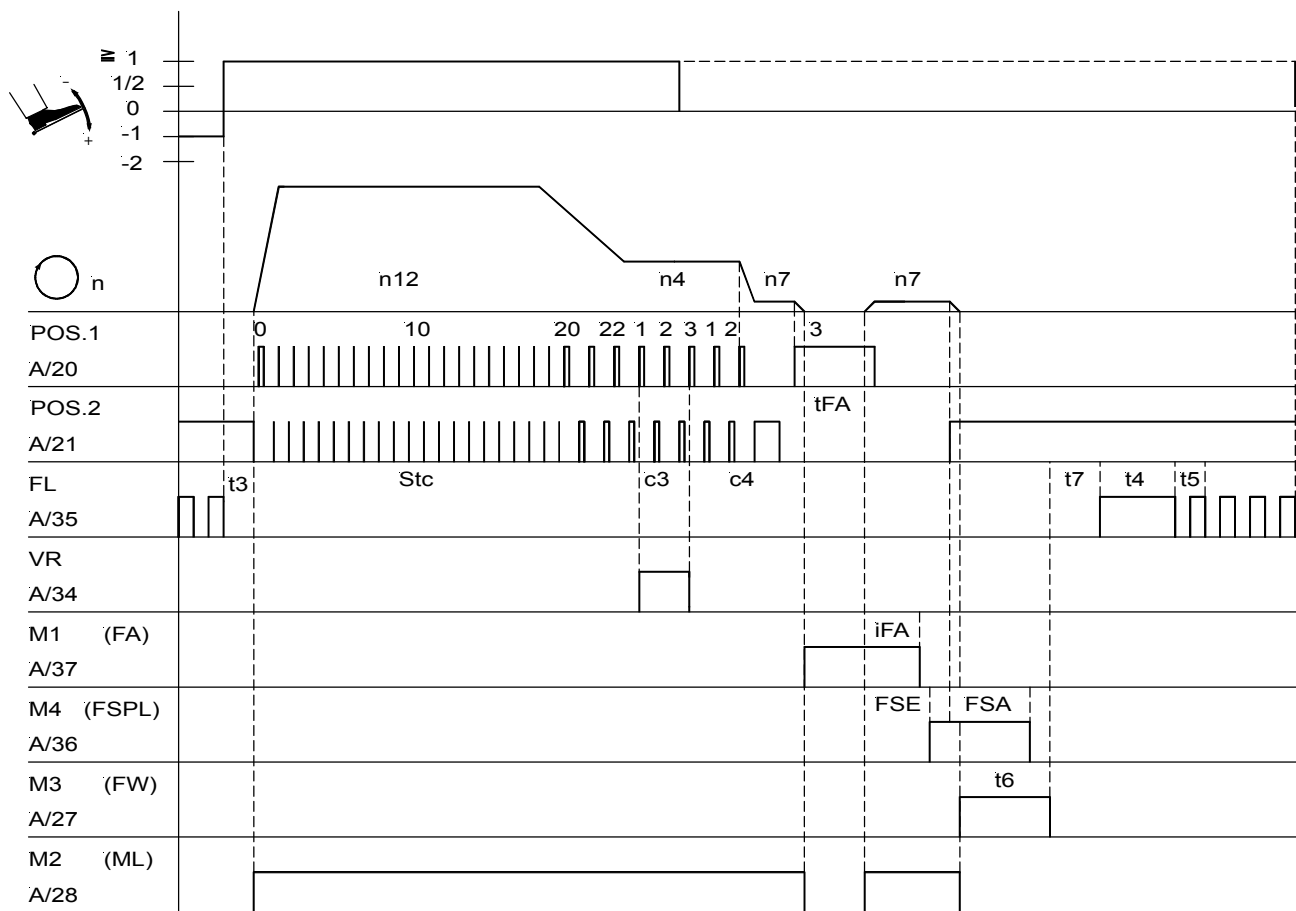 ≧ 1
1/2
0
-1
-2
-
+
n
n12
n4
n7
n7
POS.1
0 10 20 22 1 2 3 1 2 3
A/20
POS.2
tFA
A/21
FL
t3 Stc c3 c4 t7 t4 t5
A/35
VR
A/34
M1 (FA)
iFA
A/37
M4 (FSPL)
FSE FSA
A/36
M3 (FW)
t6
A/27
M2 (ML)
A/28